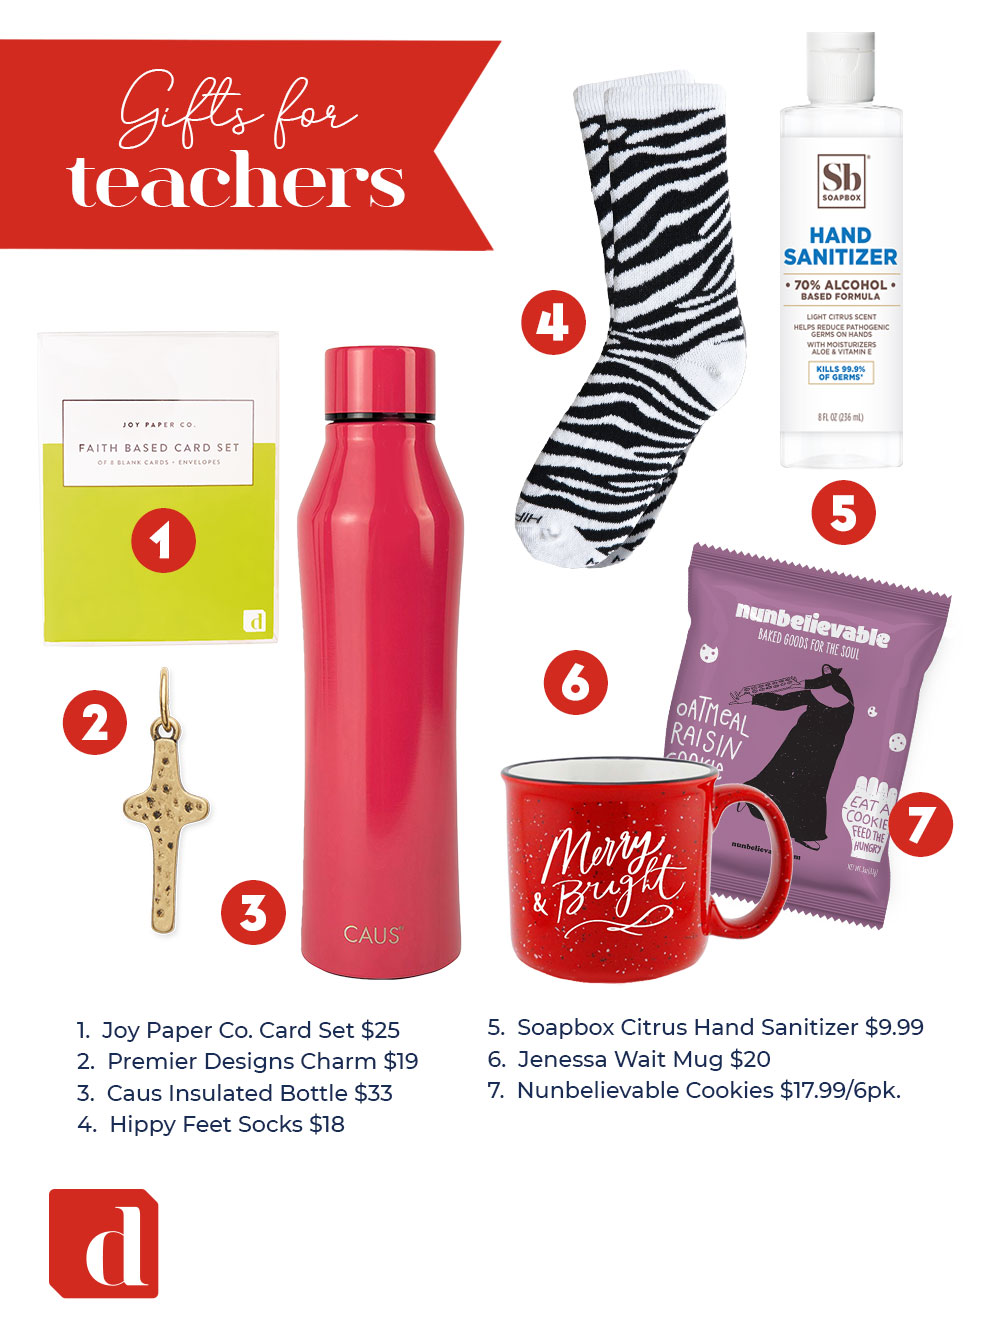 Gifts for
teachers
4
Sb
SOAPBOX
HAND
SANITIZER
• 70% ALCOHOL •
BASED FORMULA
LIGHT CITRUS SCENT
HELPS REDUCE PATHOGENIC
GERMS ON HANDS
WITH MOISTURIZERS
ALOE & VITAMIN E
KILLS 99.9%
OF GERMS*
8 FL OZ (236 mL)
5
JOY PAPER CO.
FAITH BASED CARD SET
OF 8 BLANK CARDS • ENVELOPES
1
d
2
3
CAUS
nunbelievable
BAKED GOODS FOR THE SOUL
OATMEAL
RAISIN
COOKIE
EAT A
COOKIE
FEED THE
HUNGRY
6
7
Merry
& Bright
1. Joy Paper Co. Card Set $25
2. Premier Designs Charm $19
3. Caus Insulated Bottle $33
4. Hippy Feet Socks $18
5. Soapbox Citrus Hand Sanitizer $9.99
6. Jenessa Wait Mug $20
7. Nunbelievable Cookies $17.99/6pk.
d